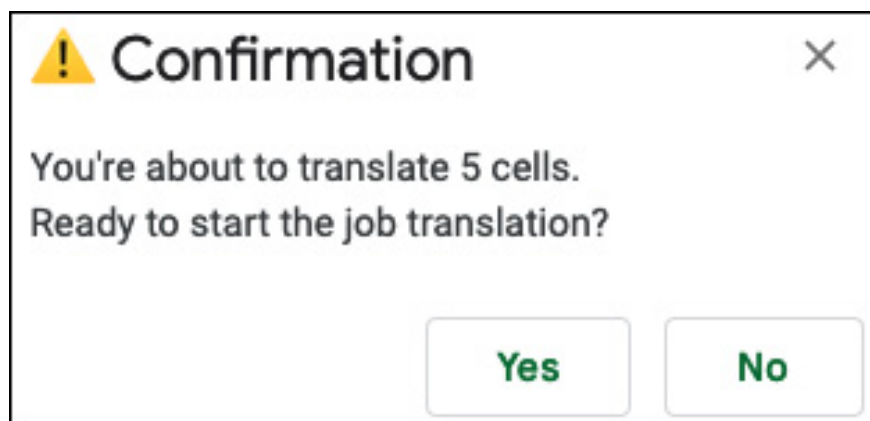 Confirmation
You're about to translate 5 cells.
Ready to start the job translation?
Yes No